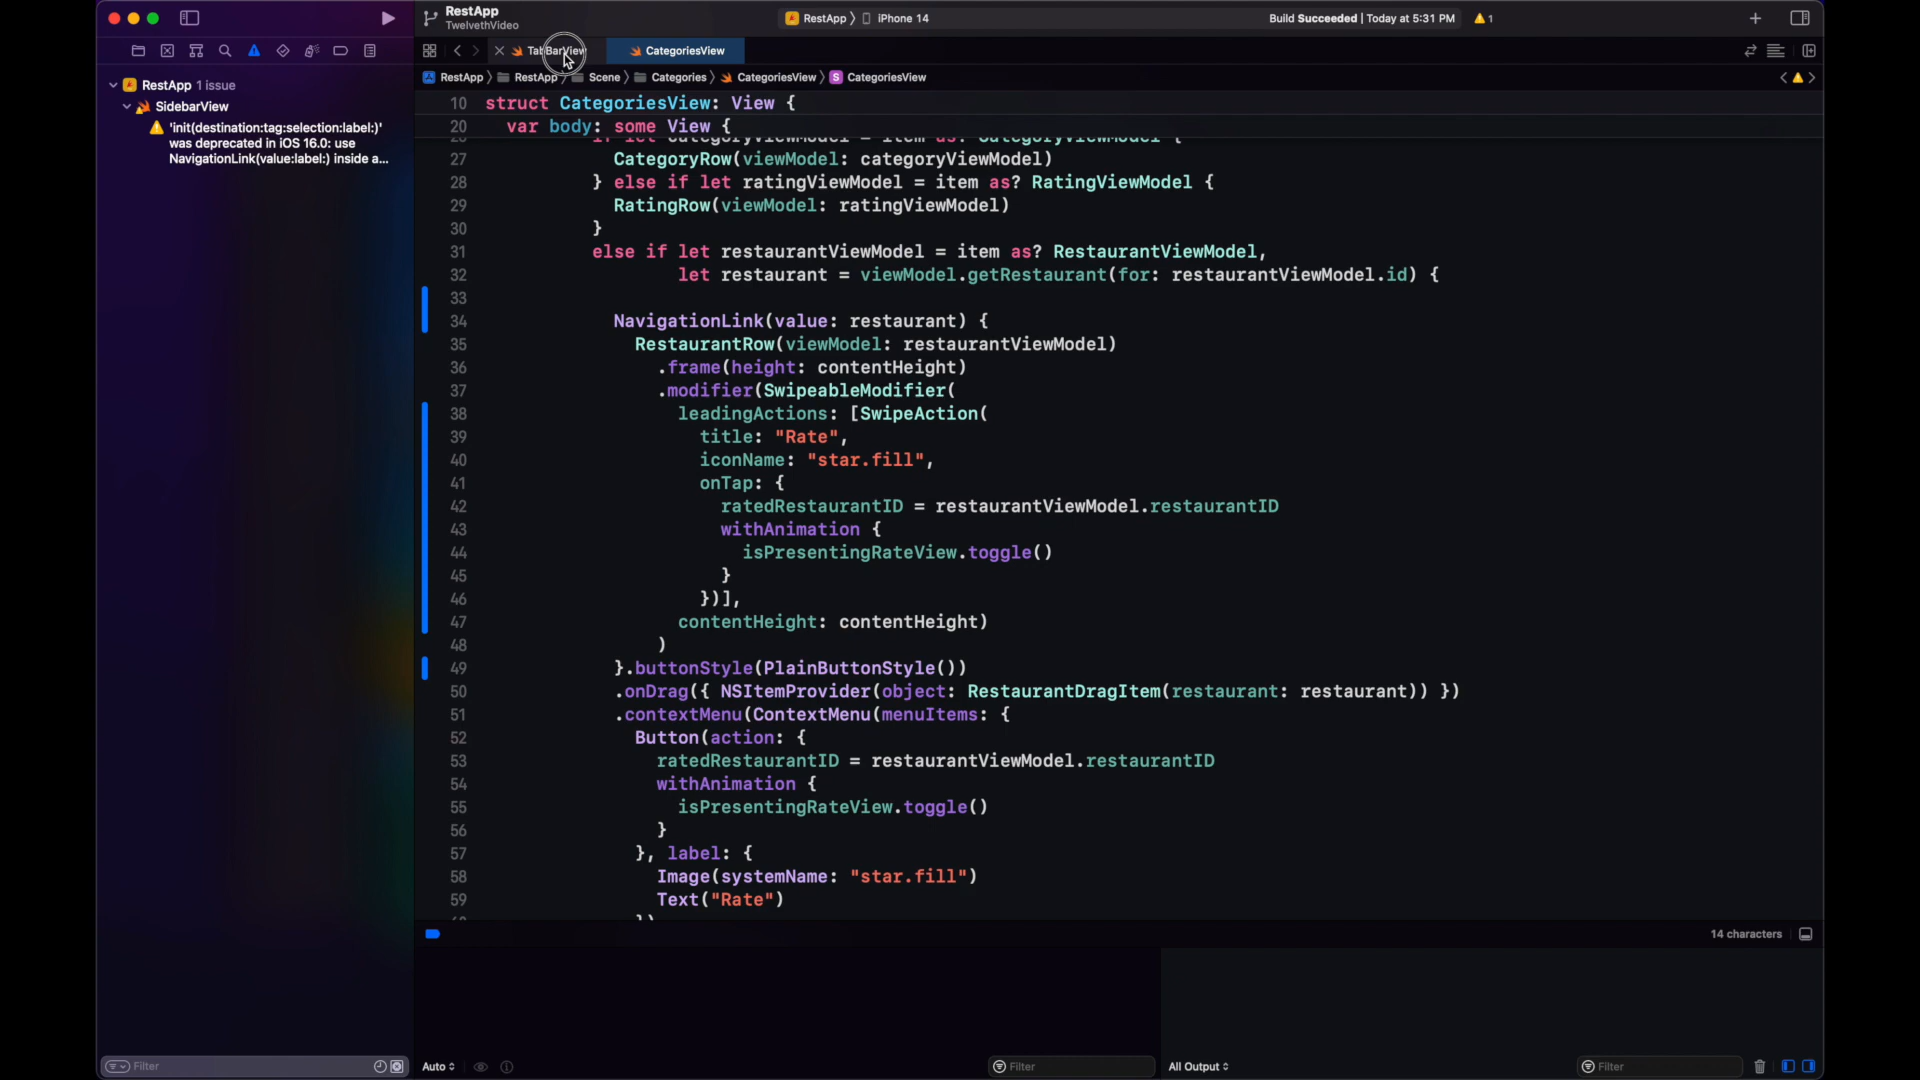 RestApp
TwelvethVideo
RestApp
iPhone 14
Build Succeeded | Today at 5:31 PM
1
TabBarView
CategoriesView
RestApp
RestApp
Scene
Categories
CategoriesView
CategoriesView
RestApp 1 issue
SidebarView
'init(destination:tag:selection:label:)'
was deprecated in iOS 16.0: use
NavigationLink(value:label:) inside a...
10 struct CategoriesView: View {
20 var body: some View {
if let categoryViewModel = item as? CategoryViewModel {
27 CategoryRow(viewModel: categoryViewModel)
28 } else if let ratingViewModel = item as? RatingViewModel {
29 RatingRow(viewModel: ratingViewModel)
30 }
31 else if let restaurantViewModel = item as? RestaurantViewModel,
32 let restaurant = viewModel.getRestaurant(for: restaurantViewModel.id) {
33
34 NavigationLink(value: restaurant) {
35 RestaurantRow(viewModel: restaurantViewModel)
36 .frame(height: contentHeight)
37 .modifier(SwipeableModifier(
38 leadingActions: [SwipeAction(
39 title: "Rate",
40 iconName: "star.fill",
41 onTap: {
42 ratedRestaurantID = restaurantViewModel.restaurantID
43 withAnimation {
44 isPresentingRateView.toggle()
45 }
46 })],
47 contentHeight: contentHeight)
48 )
49 }.buttonStyle(PlainButtonStyle())
50 .onDrag({ NSItemProvider(object: RestaurantDragItem(restaurant: restaurant)) })
51 .contextMenu(ContextMenu(menuItems: {
52 Button(action: {
53 ratedRestaurantID = restaurantViewModel.restaurantID
54 withAnimation {
55 isPresentingRateView.toggle()
56 }
57 }, label: {
58 Image(systemName: "star.fill")
59 Text("Rate")
14 characters
Filter
Auto
Filter
All Output
Filter